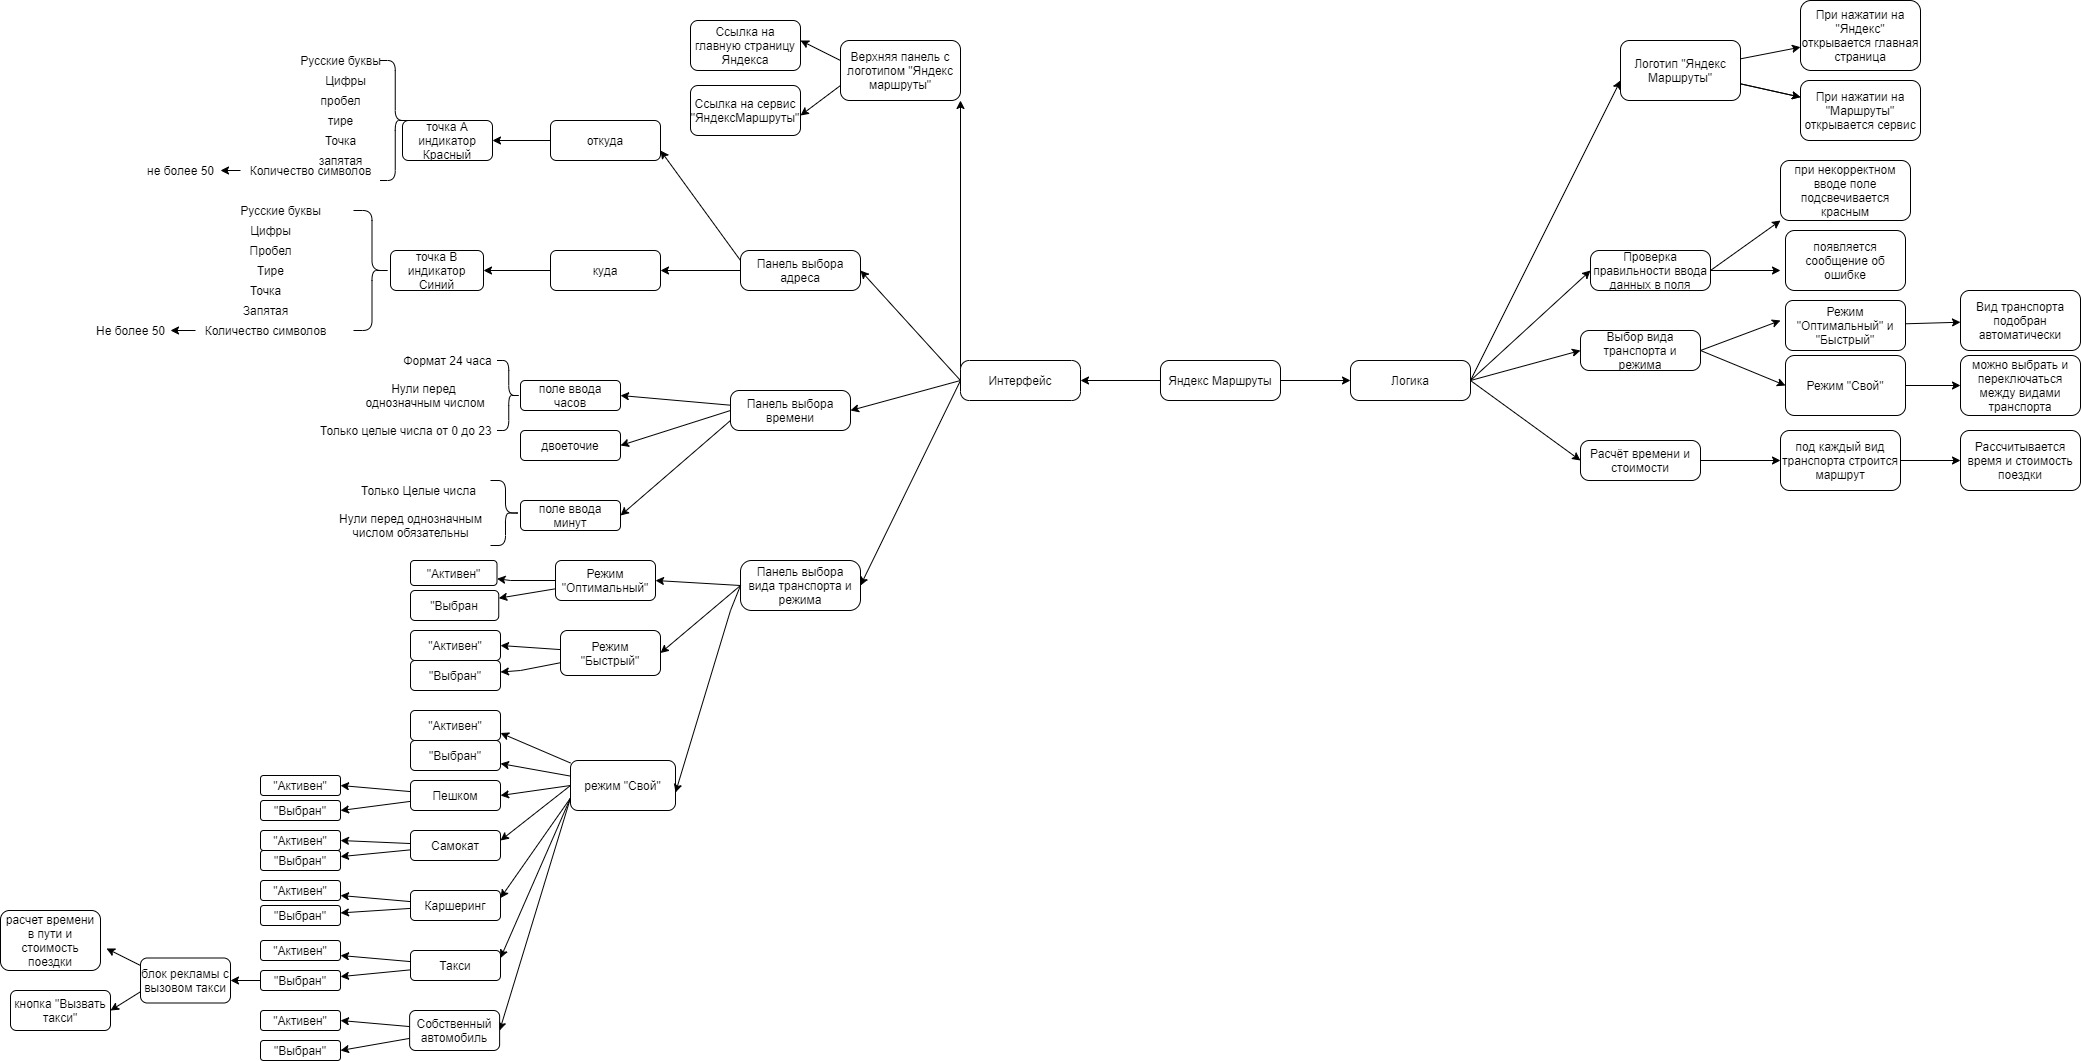 Ссылка на
главную страницу
Яндекса
Ссылка на сервис
"ЯндексМаршруты"
Верхняя панель с
логотипом "Яндекс
маршруты"
Русские буквы
Цифры
пробел
тире
Точка
запятая
Количество символов
не более 50
точка А
индикатор
Красный
откуда
Русские буквы
Цифры
Пробел
Тире
Точка
Запятая
Количество символов
Не более 50
точка В
индикатор
Синий
куда
Панель выбора
адреса
Формат 24 часа
Нули перед
однозначным числом
Только целые числа от 0 до 23
поле ввода
часов
двоеточие
Только Целые числа
Нули перед однозначным
числом обязательны
поле ввода
минут
Панель выбора
времени
Интерфейс
Яндекс Маршруты
Логика
"Активен"
"Выбран
Режим
"Оптимальный"
"Активен"
"Выбран"
Режим
"Быстрый"
Панель выбора
вида транспорта и
режима
"Активен"
"Выбран"
режим "Свой"
"Активен"
"Выбран"
Пешком
"Активен"
"Выбран"
Самокат
"Активен"
"Выбран"
Каршеринг
"Активен"
"Выбран"
Такси
расчет времени
в пути и
стоимость
поездки
блок рекламы с
вызовом такси
кнопка "Вызвать
такси"
"Активен"
"Выбран"
Собственный
автомобиль
Логотип "Яндекс
Маршруты"
При нажатии на
"Яндекс"
открывается главная
страница
При нажатии на
"Маршруты"
открывается сервис
Проверка
правильности ввода
данных в поля
при некорректном
вводе поле
подсвечивается
красным
появляется
сообщение об
ошибке
Выбор вида
транспорта и
режима
Режим
"Оптимальный" и
"Быстрый"
Вид транспорта
подобран
автоматически
Режим "Свой"
можно выбрать и
переключаться
между видами
транспорта
Расчёт времени и
стоимости
под каждый вид
транспорта строится
маршрут
Рассчитывается
время и стоимость
поездки